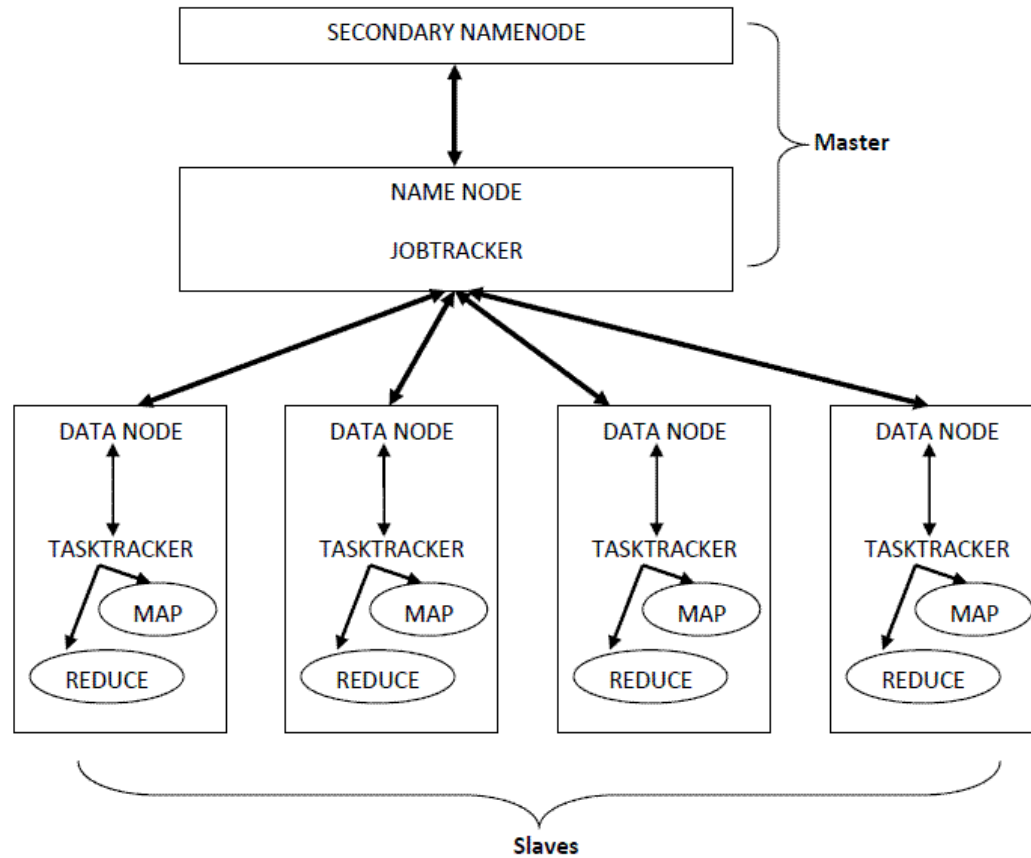 SECONDARY NAMENODE
Master
NAME NODE
JOBTRACKER
DATA NODE
DATA NODE
DATA NODE
DATA NODE
TASKTRACKER
TASKTRACKER
TASKTRACKER
TASKTRACKER
MAP
MAP
MAP
MAP
REDUCE
REDUCE
REDUCE
REDUCE
Slaves